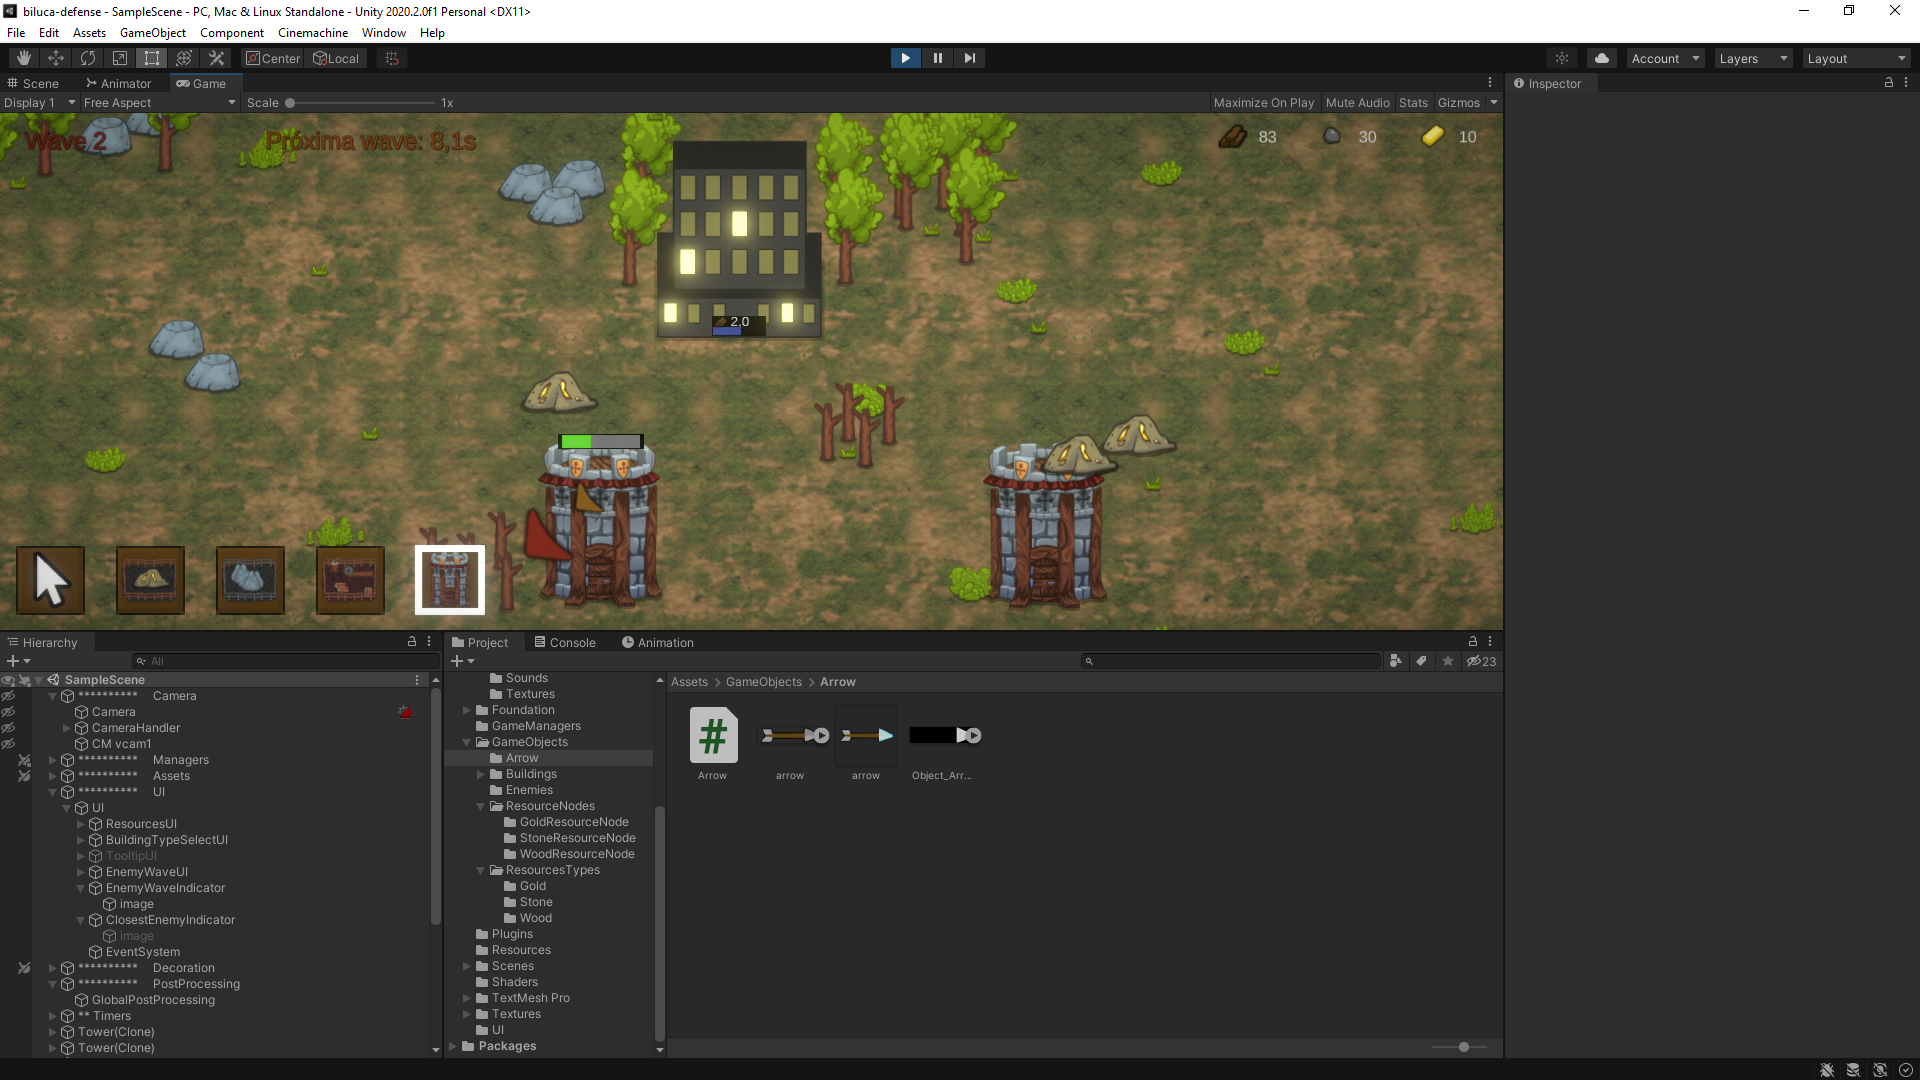 biluca-defense - SampleScene - PC, Mac & Linux Standalone - Unity 2020.2.0f1 Personal <DX11>
File Edit Assets GameObject Component Cinemachine Window Help
Center Local Account Layers Layout
Scene Animator Game Inspector
Display 1 Free Aspect Scale 1x Maximize On Play Mute Audio Stats Gizmos
Wave 2 Próxima wave: 8,1s 83 30 10
2,0
Hierarchy Project Console Animation
All 23
SampleScene
********** Camera
Camera
CameraHandler
CM vcam1
********** Managers
********** Assets
********** UI
UI
ResourcesUI
BuildingTypeSelectUI
TooltipUI
EnemyWaveUI
EnemyWaveIndicator
image
ClosestEnemyIndicator
image
EventSystem
********** Decoration
********** PostProcessing
GlobalPostProcessing
** Timers
Tower(Clone)
Tower(Clone)
Sounds
Textures
Foundation
GameManagers
GameObjects
Arrow
Buildings
Enemies
ResourceNodes
GoldResourceNode
StoneResourceNode
WoodResourceNode
ResourcesTypes
Gold
Stone
Wood
Plugins
Resources
Scenes
Shaders
TextMesh Pro
Textures
UI
Packages
Assets > GameObjects > Arrow
#
Arrow arrow arrow Object_Arr...